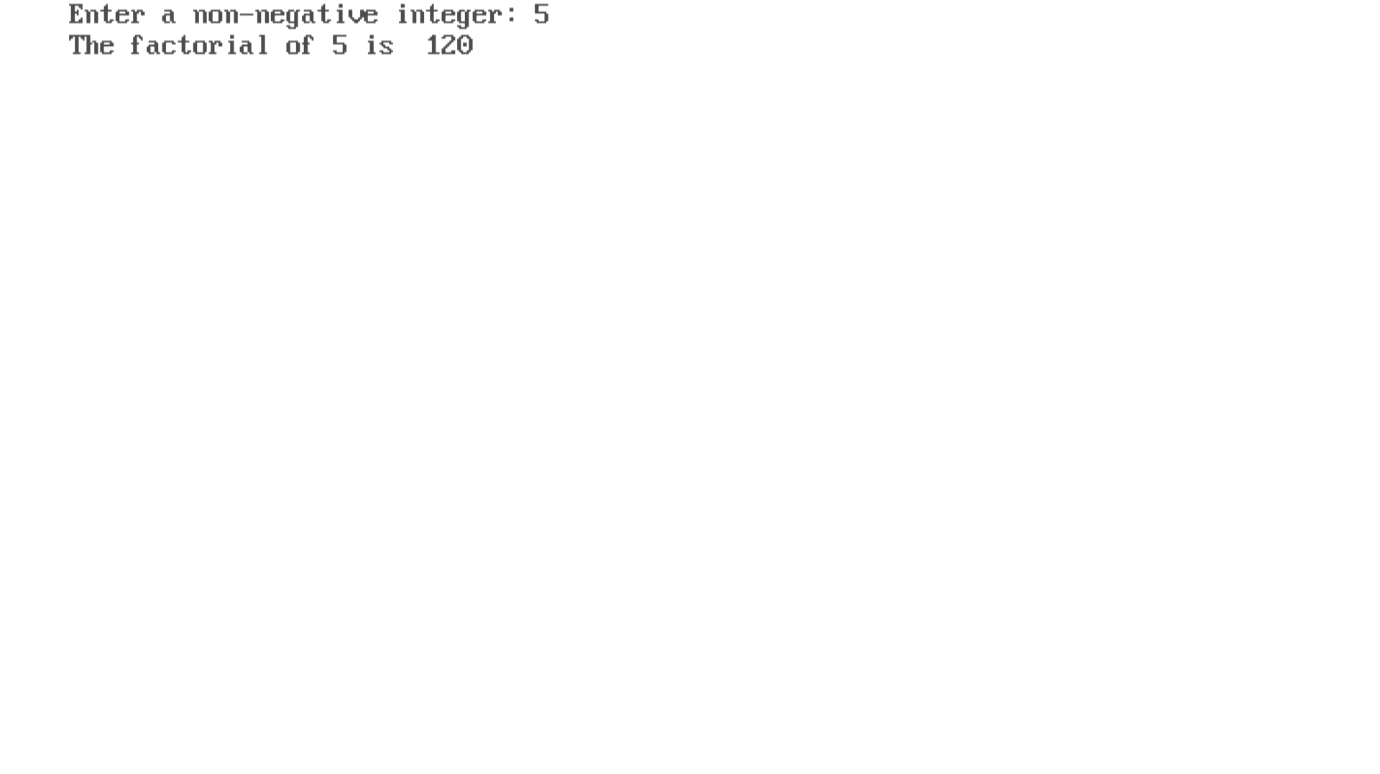 Enter a non-negative integer: 5
The factorial of 5 is  120